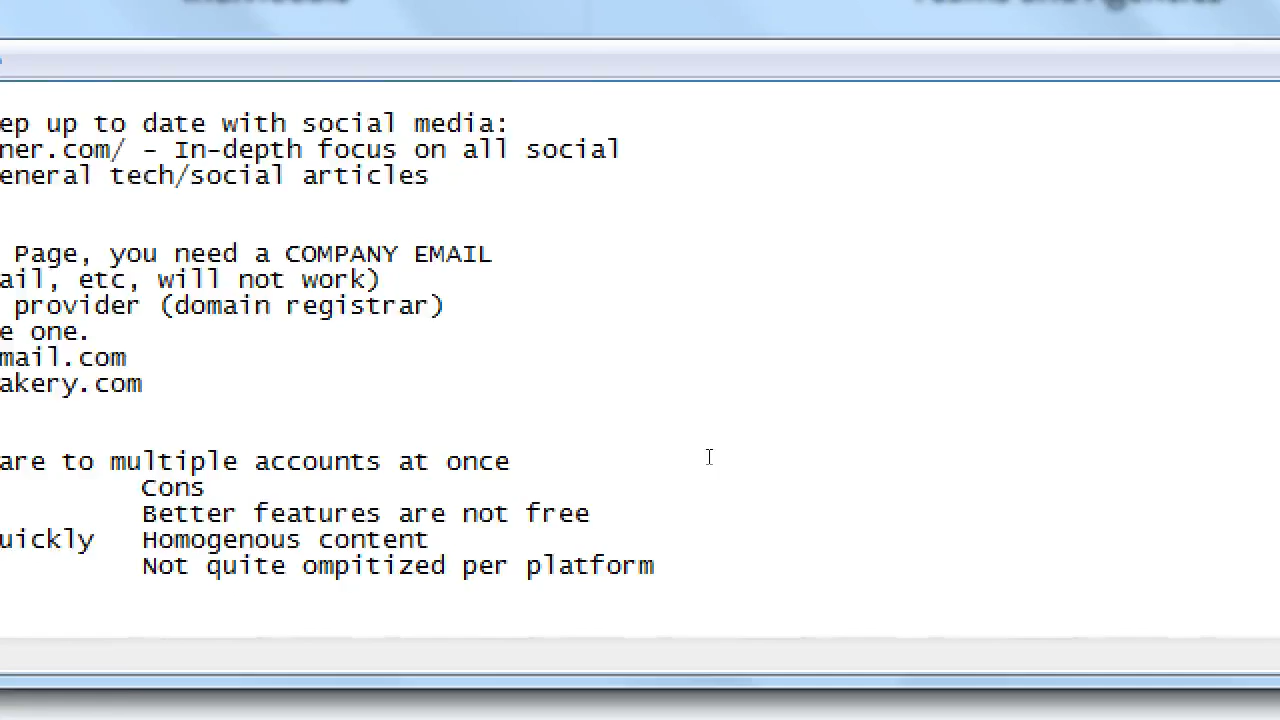 ep up to date with social media:
ner.com/ - In-depth focus on all social
eneral tech/social articles
Page, you need a COMPANY EMAIL
ail, etc, will not work)
provider (domain registrar)
e one.
mail.com
akery.com
are to multiple accounts at once
Cons
Better features are not free
uickly Homogenous content
Not quite ompitized per platform